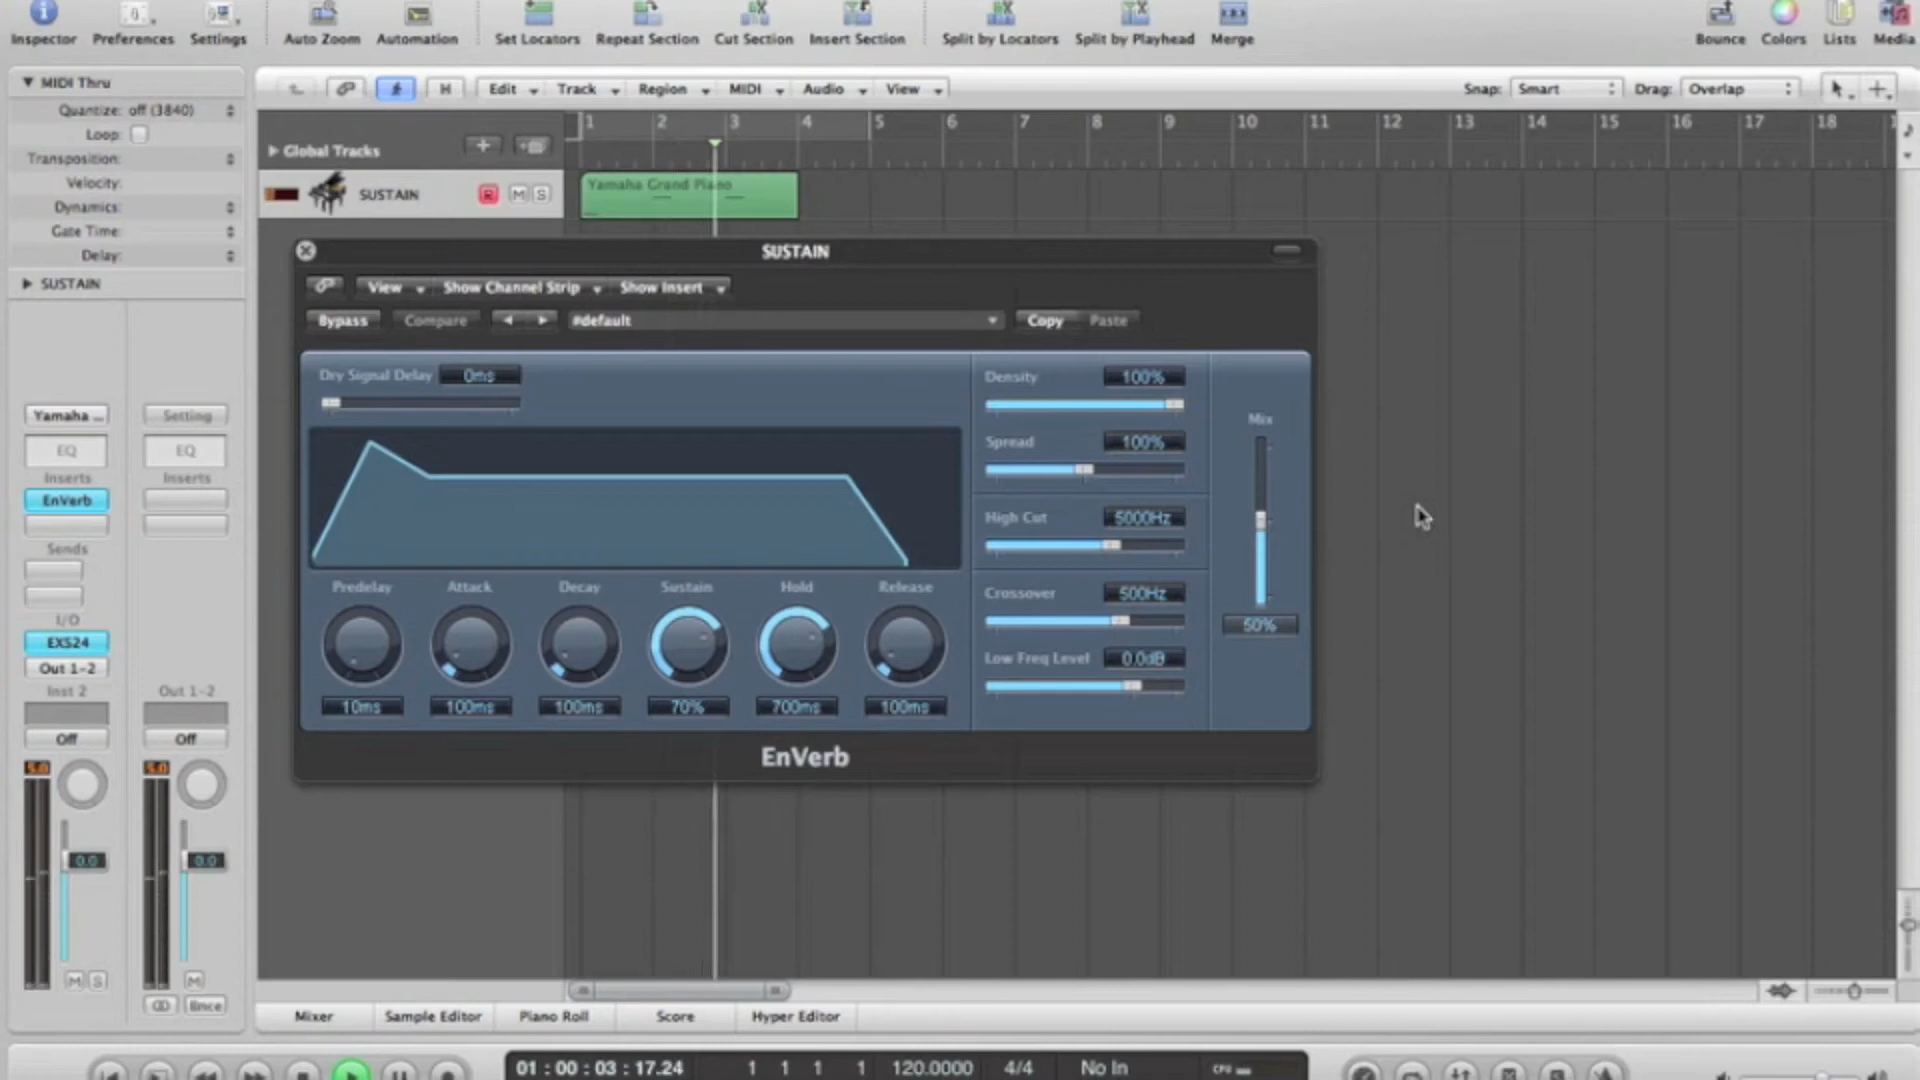 Inspector Preferences Settings Auto Zoom Automation Set Locators Repeat Section Cut Section Insert Section Split by Locators Split by Playhead Merge Bounce Colors Lists Media
MIDI Thru
Quantize: off (3840)
Loop:
Transposition:
Velocity:
Dynamics:
Gate Time:
Delay:
SUSTAIN
H Edit Track Region MIDI Audio View Snap: Smart Drag: Overlap
1 2 3 4 5 6 7 8 9 10 11 12 13 14 15 16 17 18
Global Tracks
SUSTAIN R M S
Yamaha Grand Piano
SUSTAIN
View Show Channel Strip Show Insert
Bypass Compare #default Copy Paste
Dry Signal Delay 0ms
Density 100%
Spread 100%
High Cut 5000Hz
Crossover 500Hz
Low Freq Level 0.0dB
Mix
50%
Predelay Attack Decay Sustain Hold Release
10ms 100ms 100ms 70% 700ms 100ms
EnVerb
Yamaha ... Setting
EQ EQ
Inserts Inserts
EnVerb
Sends
I/O
EXS24
Out 1-2
Inst 2 Out 1-2
Off Off
5.0 5.0
0.0 0.0
M S M
Bnce
Mixer Sample Editor Piano Roll Score Hyper Editor
01 : 00 : 03 : 17.24 1 1 1 1 120.0000 4/4 No In CPU